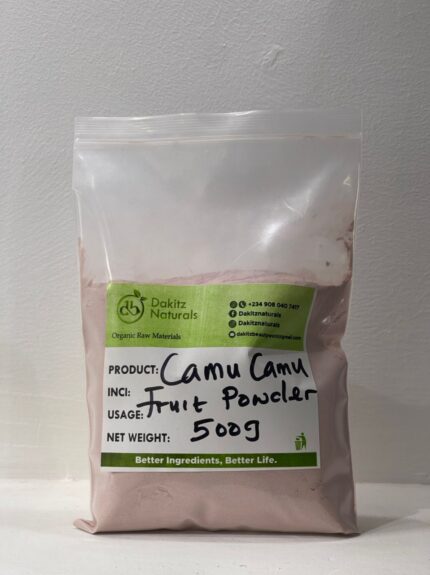 db
Dakitz
Naturals
Organic Raw Materials
+234 908 040 7417
Dakitznaturals
Dakitznaturals
PRODUCT: Camu Camu
INCI: Fruit Powder
USAGE:
NET WEIGHT: 500g
Better Ingredients, Better Life.